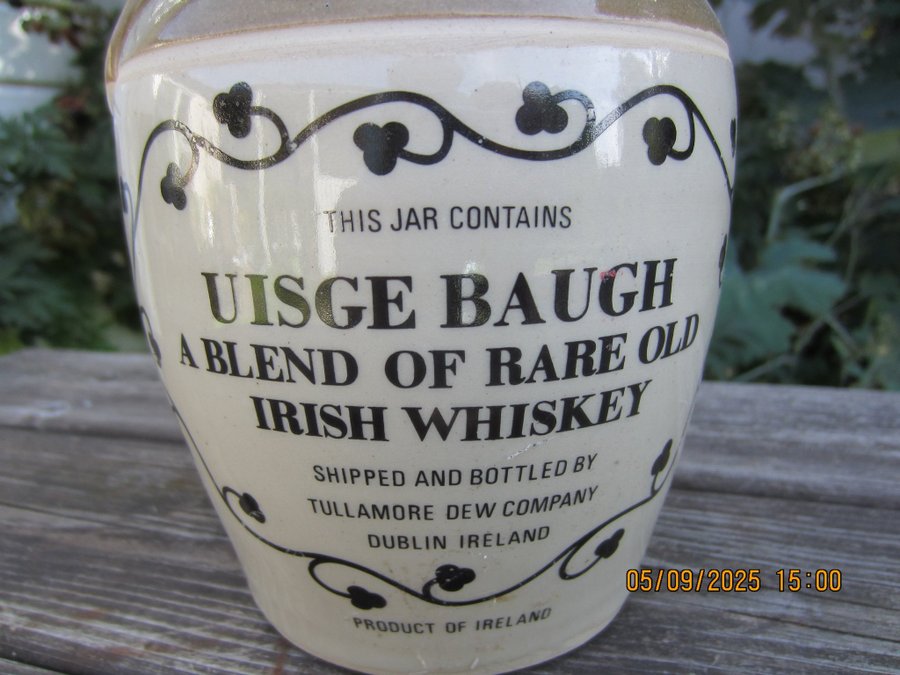 THIS JAR CONTAINS
UISGE BAUGH
A BLEND OF RARE OLD
IRISH WHISKEY
SHIPPED AND BOTTLED BY
TULLAMORE DEW COMPANY
DUBLIN IRELAND
PRODUCT OF IRELAND
05/09/2025 15:00